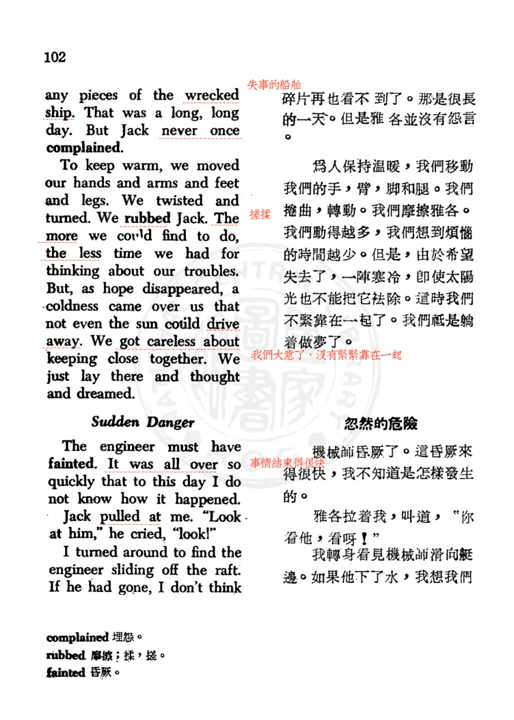 102
any pieces of the wrecked
ship. That was a long, long
day. But Jack never once
complained.
To keep warm, we moved
our hands and arms and feet
and legs. We twisted and
turned. We rubbed Jack. The
more we could find to do,
the less time we had for
thinking about our troubles.
But, as hope disappeared, a
coldness came over us that
not even the sun cotild drive
away. We got careless about
keeping close together. We
just lay there and thought
and dreamed.
Sudden Danger
The engineer must have
fainted. It was all over so
quickly that to this day I do
not know how it happened.
Jack pulled at me. “Look
at him,” he cried, “look!”
I turned around to find the
engineer sliding off the raft.
If he had gone, I don’t think
失事的船舶
碎片再也看不 到了。那是很長
的一天。但是雅 各並沒有怨言
。
爲人保持溫暖，我們移動
我們的手，臂，脚和腿。我們
搓揉
捲曲，轉動。我們摩擦雅各。
我們動得越多，我們想到煩惱
的時間越少。但是，由於希望
失去了，一陣寒冷，卽使太陽
光也不能把它袪除。這時我們
不緊靠在一起了。我們祗是躺
着做夢了。
我們大意了，沒有緊緊靠在一起
忽然的危險
機械師昏厥了。這昏厥來
事情結束得很快
得很快，我不知道是怎樣發生
的。
雅各拉着我，叫道，“你
看他，看呀！”
我轉身看見機械師滑向艇
邊。如果他下了水，我想我們
complained 埋怨。
rubbed 摩擦；揉，搓。
fainted 昏厥。